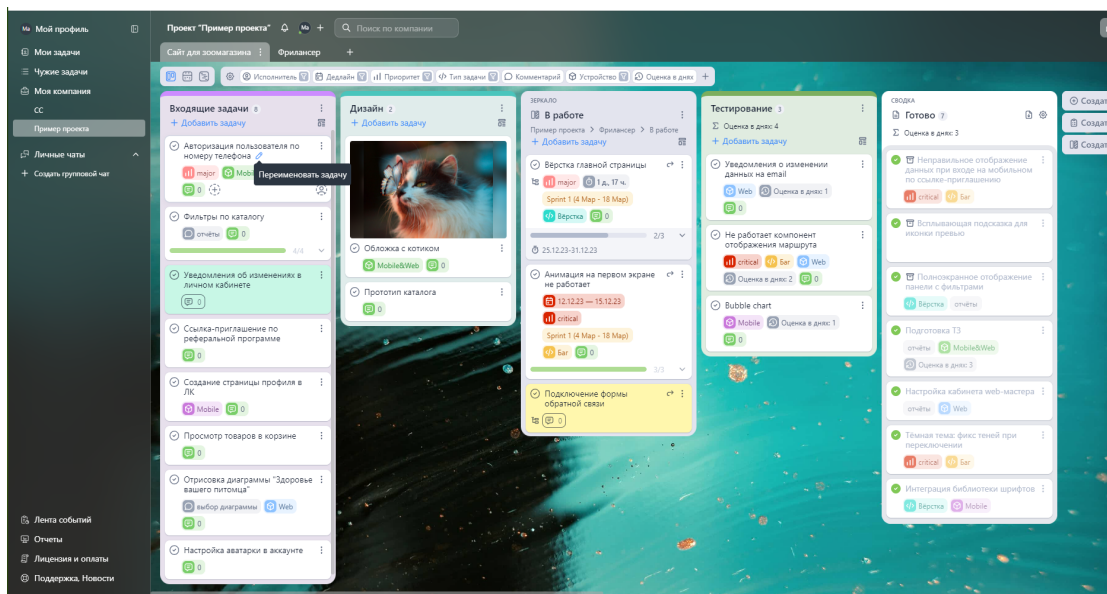 Ma Мой профиль
Мои задачи
Чужие задачи
Моя компания
СС
Пример проекта
Личные чаты
+ Создать групповой чат
Лента событий
Отчеты
Лицензия и оплаты
Поддержка, Новости
Проект "Пример проекта" Ma + Поиск по компании
Сайт для зоомагазина Фрилансер +
Исполнитель Дедлайн Приоритет Тип задачи Комментарий Устройство Оценка в днях +
Входящие задачи 8
+ Добавить задачу
Авторизация пользователя по
номеру телефона
major Mobi
Переименовать задачу
0
Фильтры по каталогу
отчёты 0
4/4
Уведомления об изменениях в
личном кабинете
0
Ссылка-приглашение по
реферальной программе
0
Создание страницы профиля в
ЛК
Mobile 0
Просмотр товаров в корзине
0
Отрисовка диаграммы "Здоровье
вашего питомца"
выбор диаграммы Web
0
Настройка аватарки в аккаунте
0
Дизайн 2
+ Добавить задачу
Обложка с котиком
Mobile&Web 0
Прототип каталога
0
ЗЕРКАЛО
В работе
Пример проекта > Фрилансер > В работе
+ Добавить задачу
Вёрстка главной страницы
major 1 д., 17 ч.
Sprint 1 (4 Мар - 18 Мар)
Вёрстка 0
2/3
25.12.23-31.12.23
Анимация на первом экране
не работает
12.12.23 — 15.12.23
critical
Sprint 1 (4 Мар - 18 Мар)
Баг 0
3/3
Подключение формы
обратной связи
0
Тестирование 3
Σ Оценка в днях: 4
+ Добавить задачу
Уведомления о изменении
данных на email
Web Оценка в днях: 1
0
Не работает компонент
отображения маршрута
critical Баг Web
Оценка в днях: 2 0
Bubble chart
Mobile Оценка в днях: 1
0
СВОДКА
Готово 7
Σ Оценка в днях: 3
Неправильное отображение
данных при входе на мобильном
по ссылке-приглашению
critical Баг
Всплывающая подсказка для
иконки превью
Полноэкранное отображение
панели с фильтрами
Вёрстка отчёты
Подготовка ТЗ
отчёты Mobile&Web
Оценка в днях: 3
Настройка кабинета web-мастера
отчёты Web
Тёмная тема: фикс теней при
переключении
critical Баг
Интеграция библиотеки шрифтов
Вёрстка Mobile
Создат
Создат
Создат